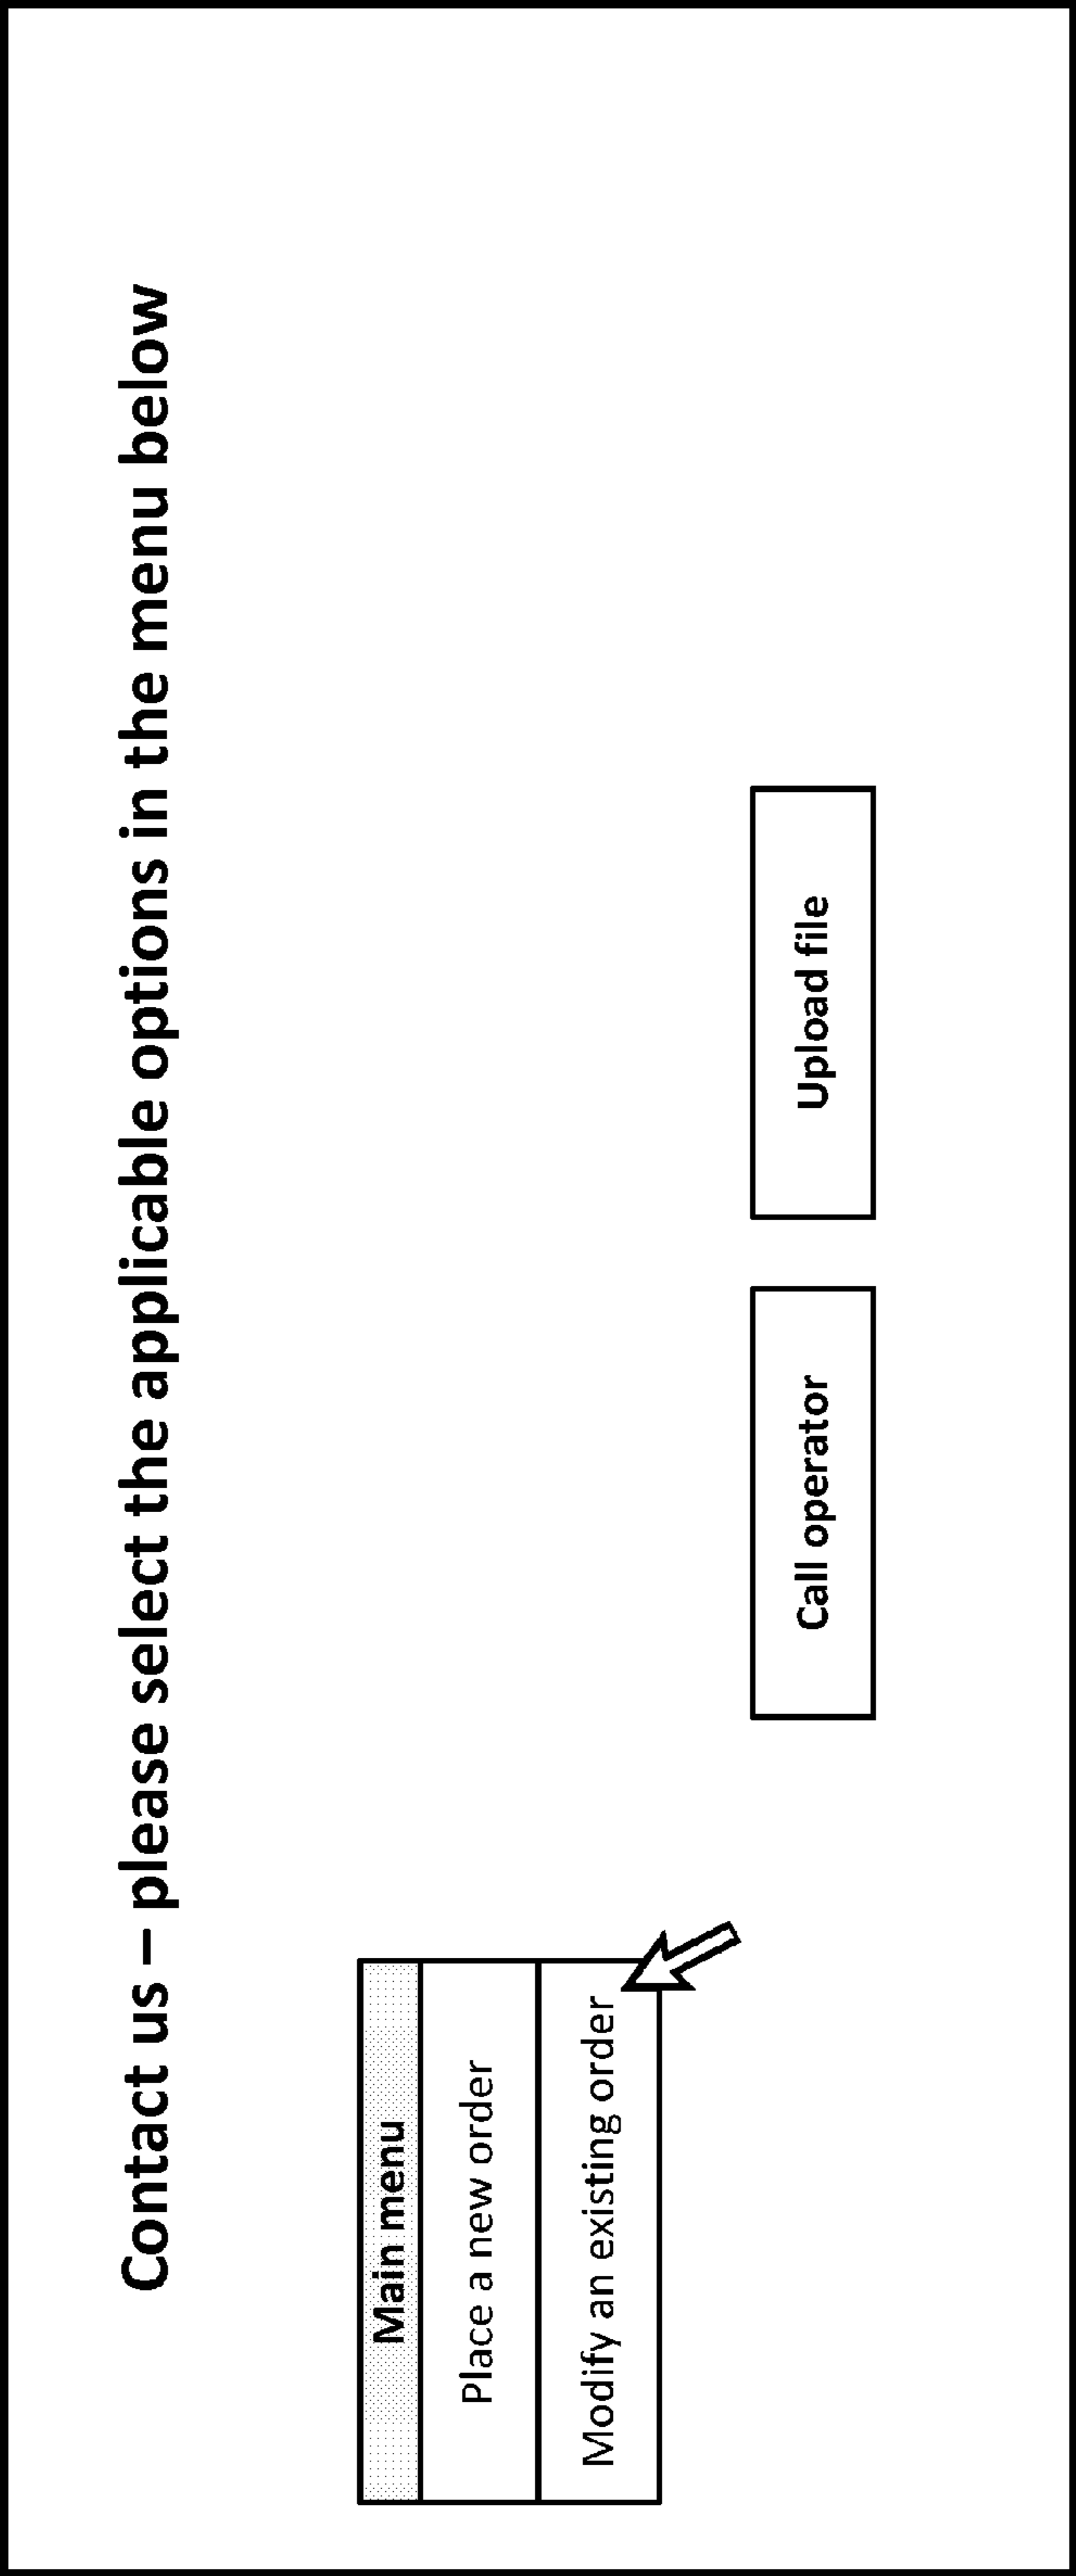 Contact us – please select the applicable options in the menu below
Main menu
Place a new order
Modify an existing order
Call operator
Upload file